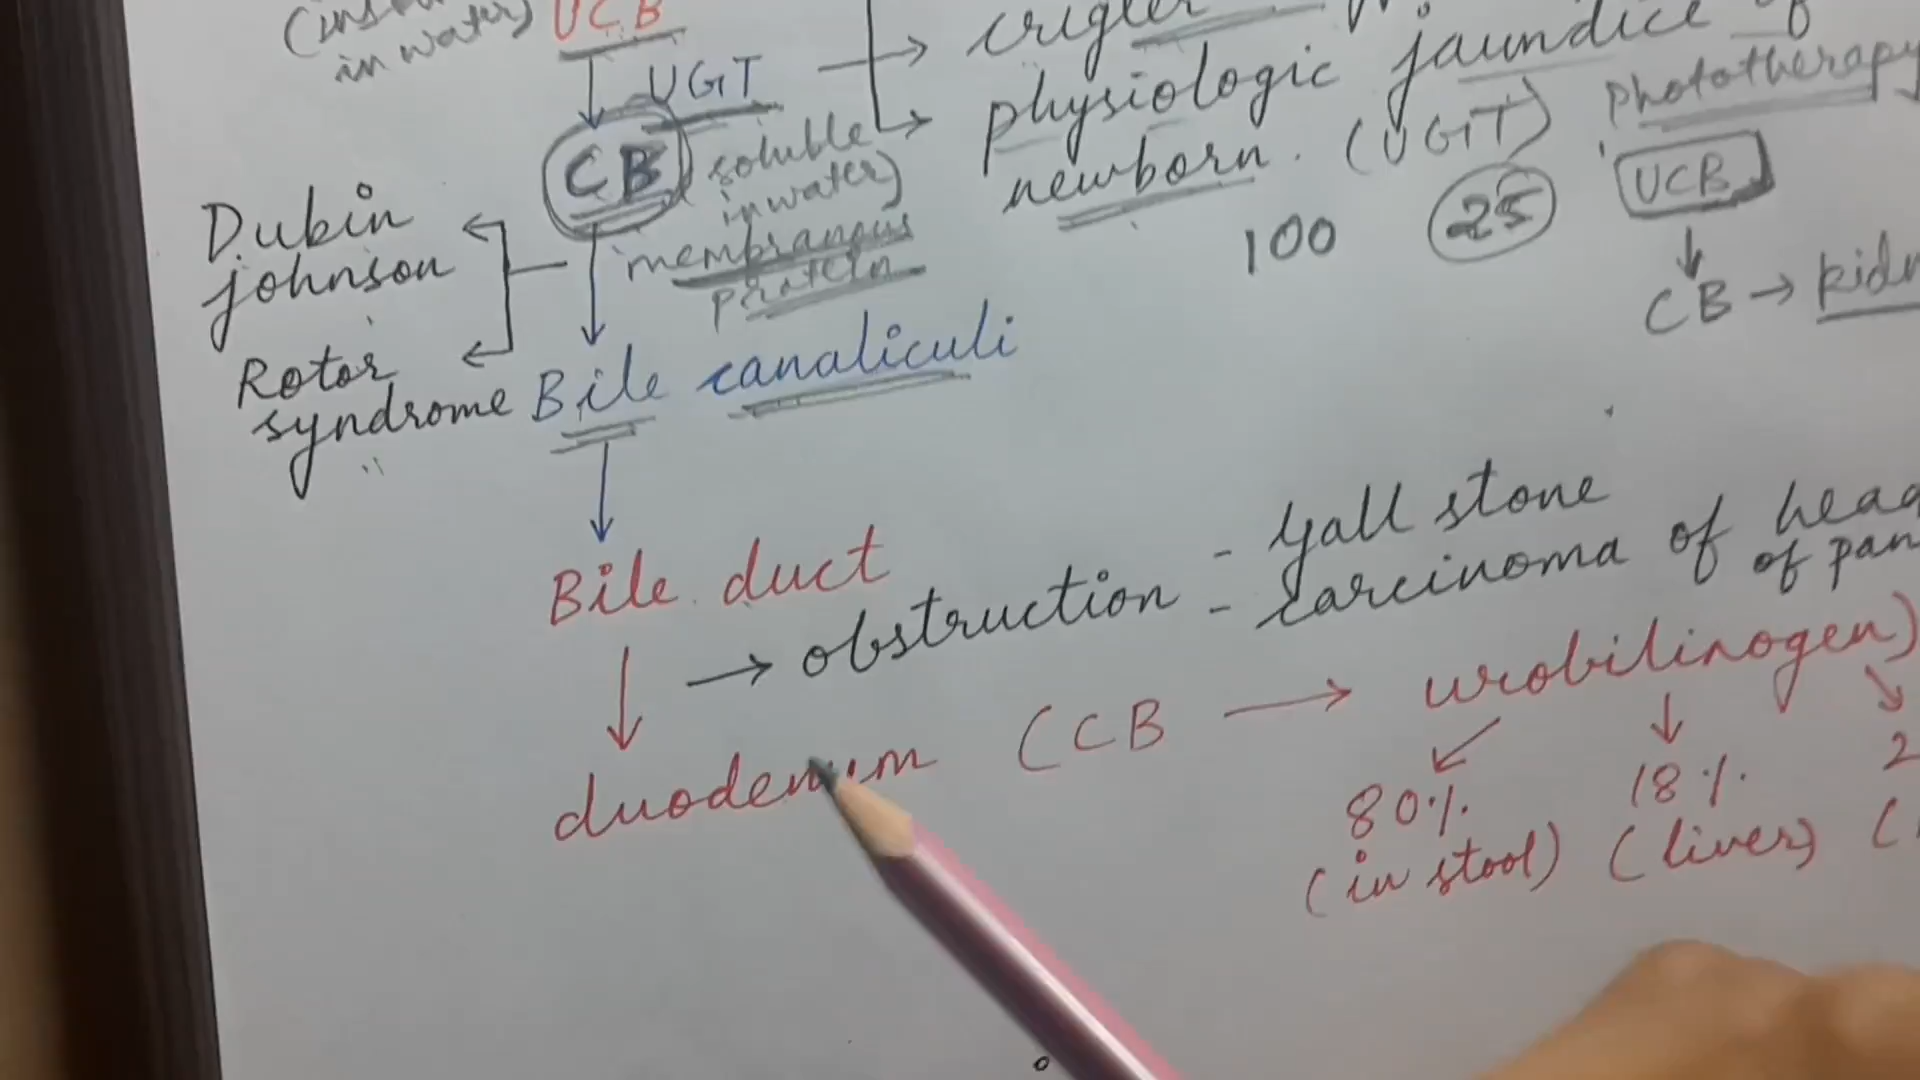 in water) UCB
UGT → crigler
CB (soluble in water)
physiologic jaundice of
newborn. (UGT) Phototherapy
100 25 UCB
↓
CB → kidn
membranous
protein
Dubin
johnson
Rotor
syndrome
Bile canaliculi
↓
Bile duct
→ obstruction - gall stone
- carcinoma of head
of pan
duodenum (CB → urobilinogen)
80% 18% 2
(in stool) (liver) (